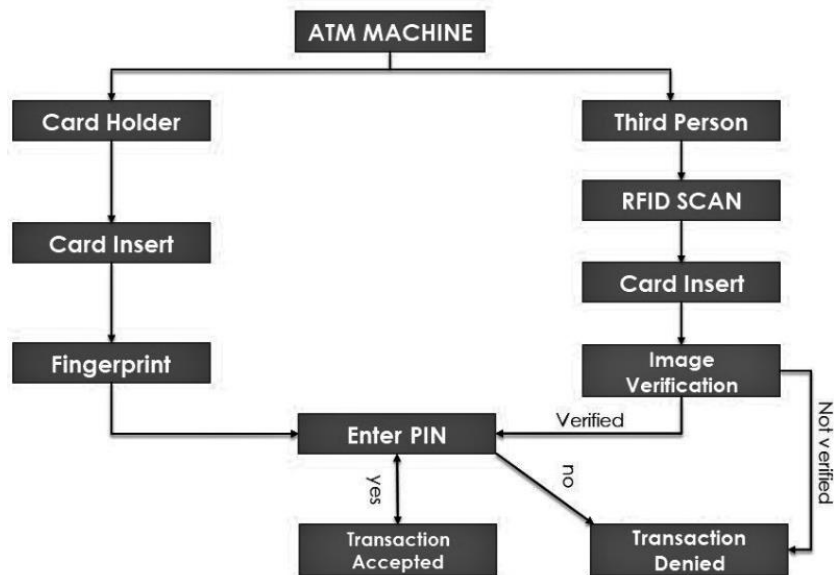 ATM MACHINE
Card Holder
Third Person
RFID SCAN
Card Insert
Card Insert
Fingerprint
Image
Verification
Enter PIN
Verified
Not verified
yes
no
Transaction
Accepted
Transaction
Denied